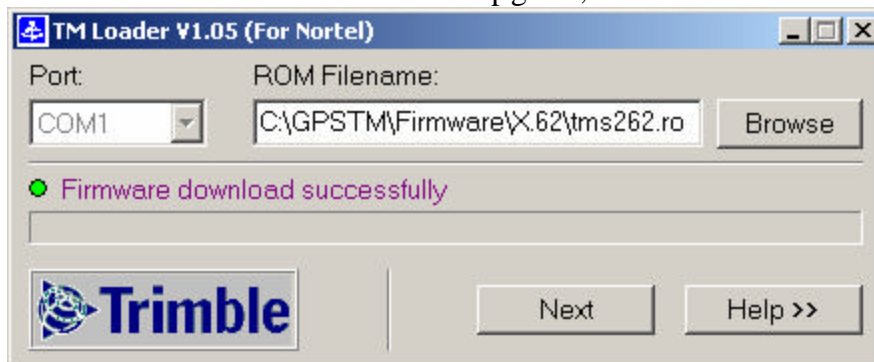 TM Loader V1.05 (For Nortel)
Port:
ROM Filename:
COM1
C:\GPSTM\Firmware\X.62\tms262.ro
Browse
Firmware download successfully
Trimble
Next
Help >>